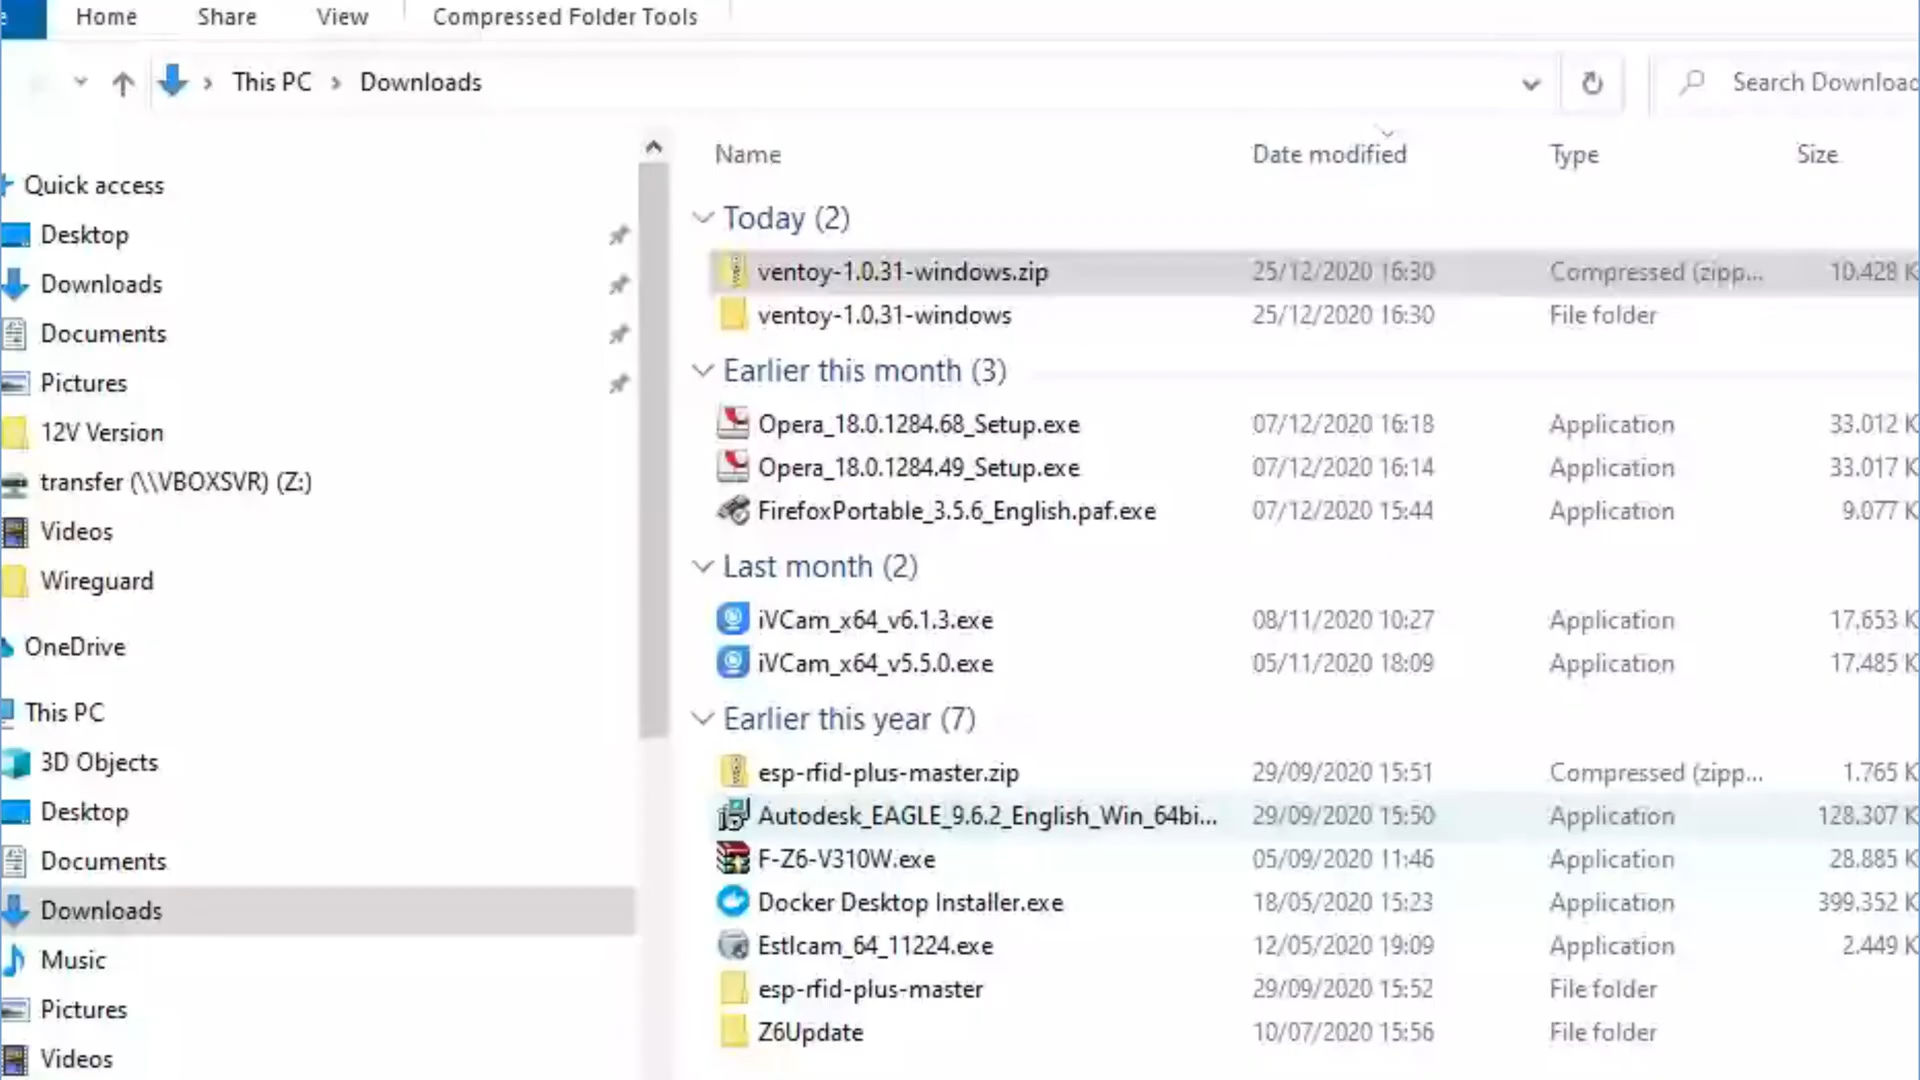 Home Share View Compressed Folder Tools
This PC Downloads
Name Date modified Type Size
Quick access
Desktop
Downloads
Documents
Pictures
12V Version
transfer (\\VBOXSVR) (Z:)
Videos
Wireguard
OneDrive
This PC
3D Objects
Desktop
Documents
Downloads
Music
Pictures
Videos
Today (2)
ventoy-1.0.31-windows.zip 25/12/2020 16:30 Compressed (zipp... 10.428 K
ventoy-1.0.31-windows 25/12/2020 16:30 File folder
Earlier this month (3)
Opera_18.0.1284.68_Setup.exe 07/12/2020 16:18 Application 33.012 K
Opera_18.0.1284.49_Setup.exe 07/12/2020 16:14 Application 33.017 K
FirefoxPortable_3.5.6_English.paf.exe 07/12/2020 15:44 Application 9.077 K
Last month (2)
iVCam_x64_v6.1.3.exe 08/11/2020 10:27 Application 17.653 K
iVCam_x64_v5.5.0.exe 05/11/2020 18:09 Application 17.485 K
Earlier this year (7)
esp-rfid-plus-master.zip 29/09/2020 15:51 Compressed (zipp... 1.765 K
Autodesk_EAGLE_9.6.2_English_Win_64bi... 29/09/2020 15:50 Application 128.307 K
F-Z6-V310W.exe 05/09/2020 11:46 Application 28.885 K
Docker Desktop Installer.exe 18/05/2020 15:23 Application 399.352 K
Estlcam_64_11224.exe 12/05/2020 19:09 Application 2.449 K
esp-rfid-plus-master 29/09/2020 15:52 File folder
Z6Update 10/07/2020 15:56 File folder
Search Downloac